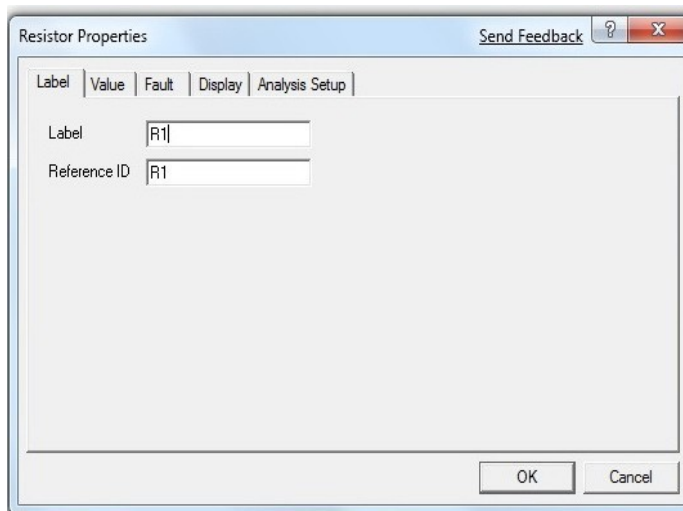 Resistor Properties Send Feedback ?
Label Value Fault Display Analysis Setup
Label R1
Reference ID R1
OK Cancel